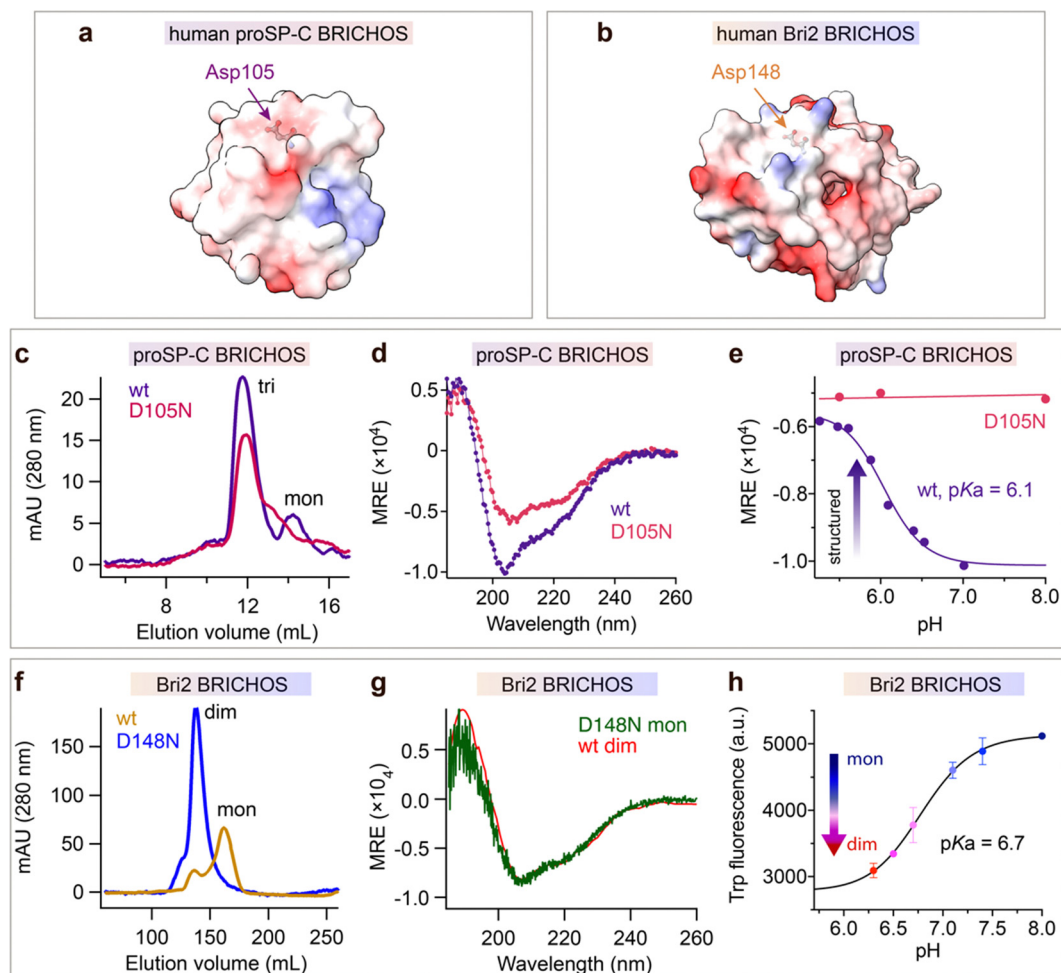 a
human proSP-C BRICHOS
Asp105
b
human Bri2 BRICHOS
Asp148
c
proSP-C BRICHOS
wt
D105N
tri
mon
mAU (280 nm)
20
15
10
5
0
8
12
16
Elution volume (mL)
d
proSP-C BRICHOS
MRE (×10⁴)
0.5
0.0
-0.5
-1.0
wt
D105N
200
220
240
260
Wavelength (nm)
e
proSP-C BRICHOS
MRE (×10⁴)
-0.6
-0.8
-1.0
D105N
wt, pKa = 6.1
structured
6.0
7.0
8.0
pH
f
Bri2 BRICHOS
wt
D148N
dim
mon
mAU (280 nm)
150
100
50
0
100
150
200
250
Elution volume (mL)
g
Bri2 BRICHOS
D148N mon
wt dim
MRE (×10₄)
0.5
0.0
-1.0
200
220
240
260
Wavelength (nm)
h
Bri2 BRICHOS
Trp fluorescence (a.u.)
5000
4000
3000
mon
dim
pKa = 6.7
6.0
6.5
7.0
7.5
8.0
pH